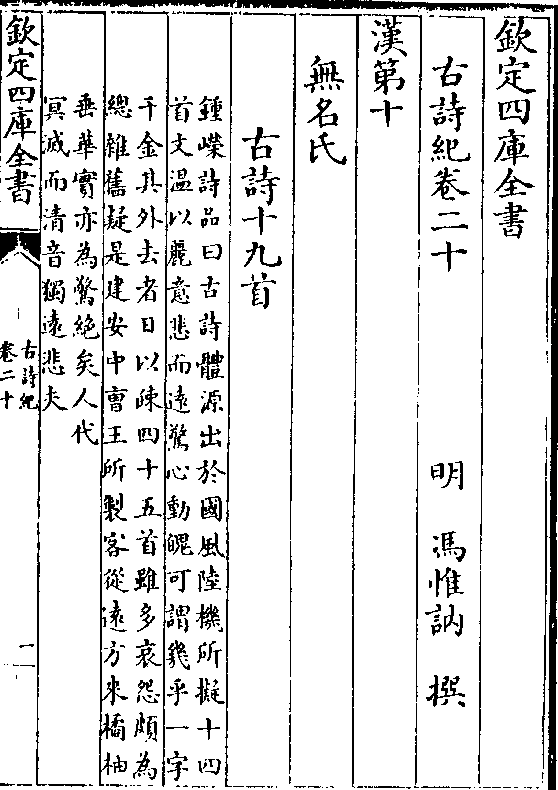 欽定四庫全書
古詩紀卷二十
明 馮惟訥 撰
漢第十
無名氏
古詩十九首
鍾嶸詩品曰古詩體源出於國風陸機所擬十四
首文溫以麗意悲而遠驚心動魄可謂幾乎一字
千金其外去者日以疎四十五首雖多哀怨頗為
總雜舊疑是建安中曹王所製客從遠方來橘柚
垂華實亦為驚絶矣人代
冥滅而清音獨遠悲夫
欽定四庫全書
古詩紀
卷二十
一